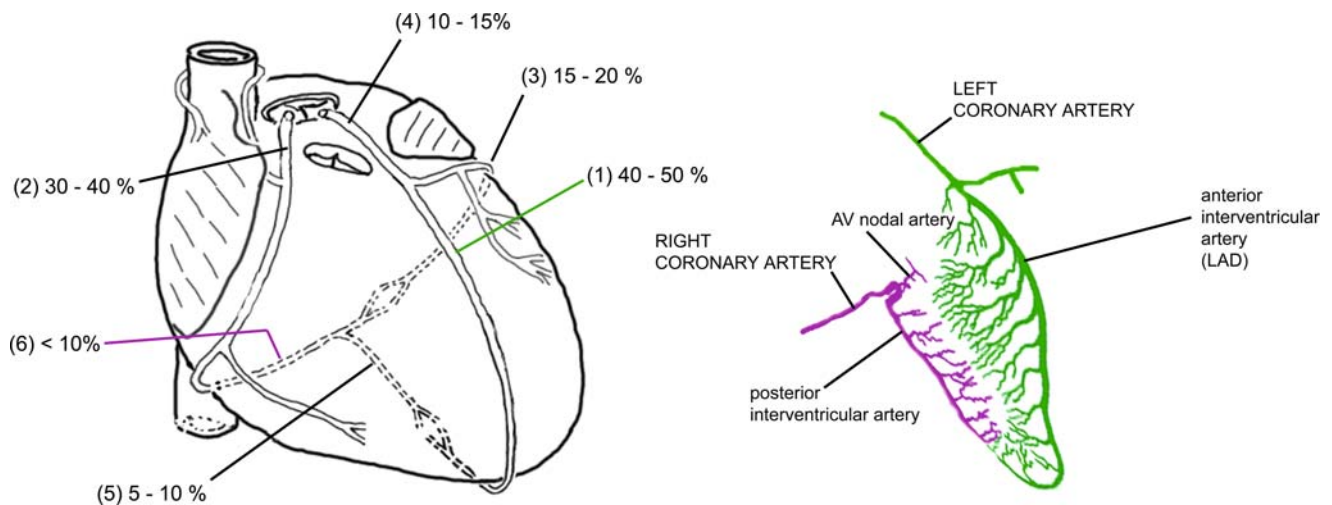 (4) 10 - 15%
(3) 15 - 20 %
(2) 30 - 40 %
(1) 40 - 50 %
(6) < 10%
(5) 5 - 10 %
LEFT
CORONARY ARTERY
AV nodal artery
anterior
interventricular
artery
(LAD)
RIGHT
CORONARY ARTERY
posterior
interventricular artery